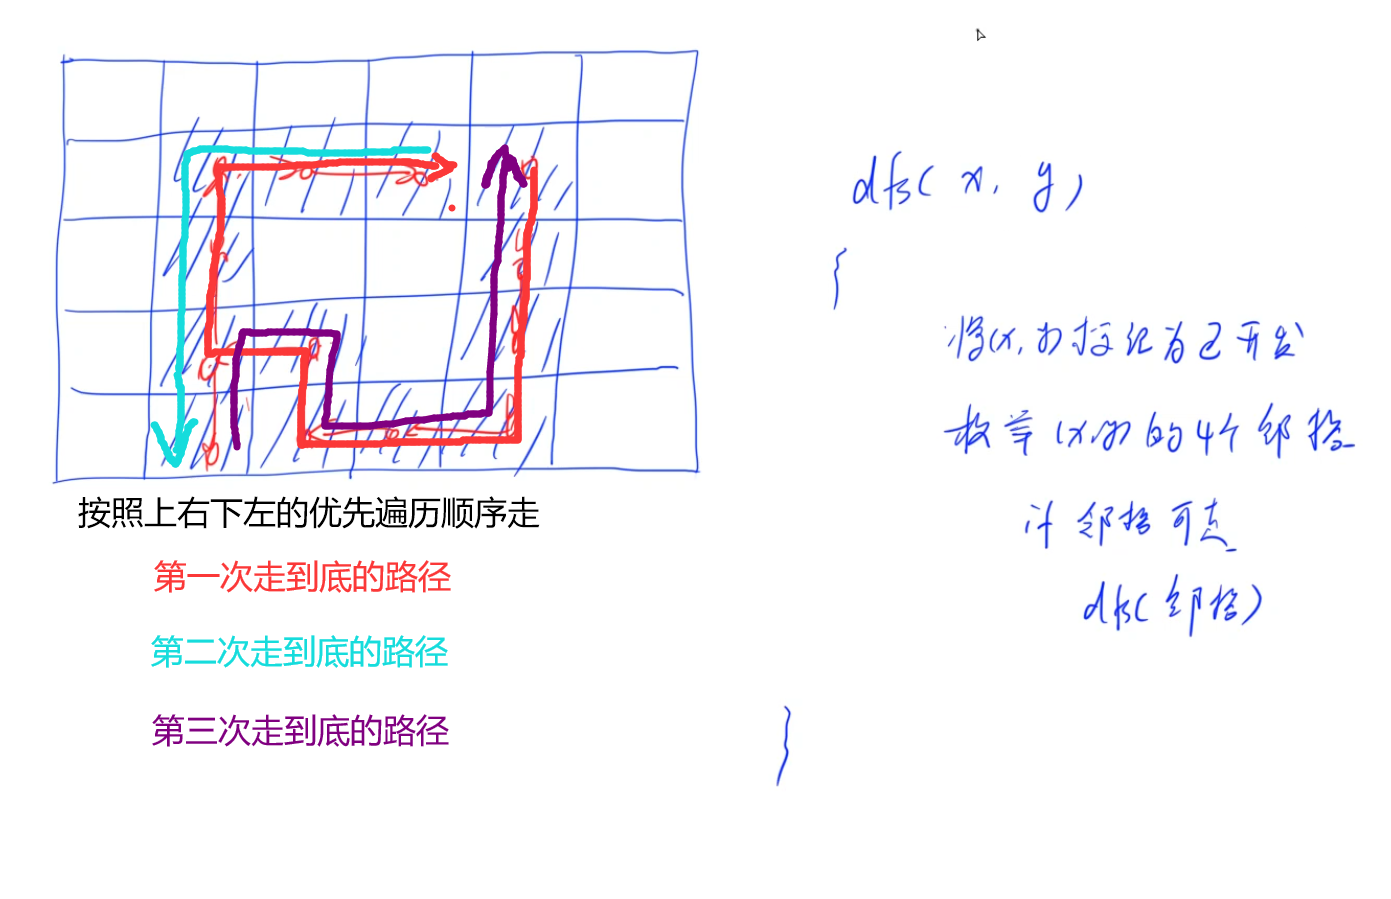 按照上右下左的优先遍历顺序走
第一次走到底的路径
第二次走到底的路径
第三次走到底的路径
dfs( x, y )
{
将(x, y)标记为已开发
枚举(x,y)的4个邻格
if 邻格可走
dfs(邻格)
}